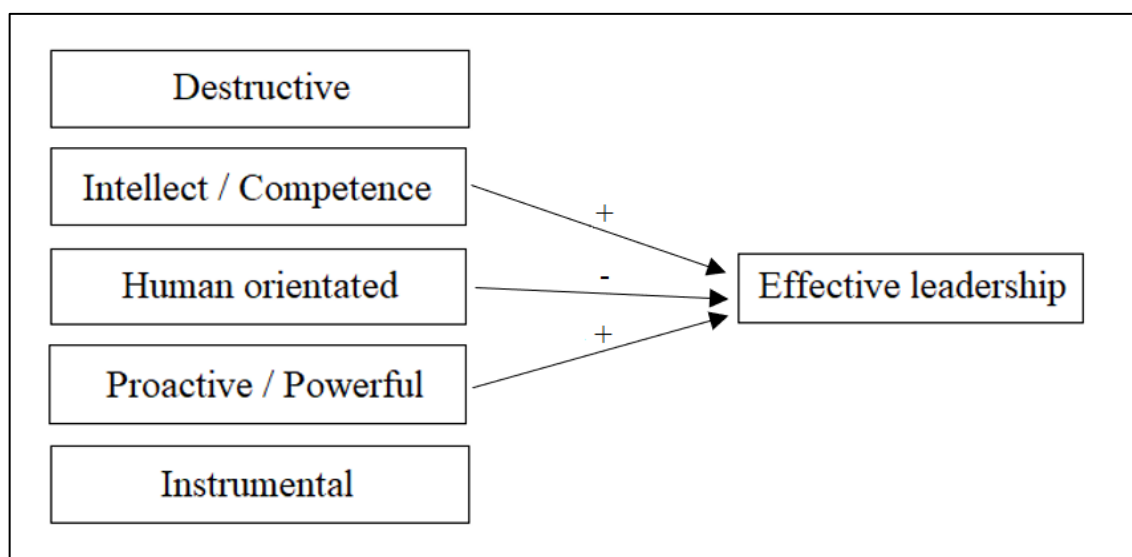 Destructive
Intellect / Competence
+
Human orientated
-
Effective leadership
+
Proactive / Powerful
Instrumental